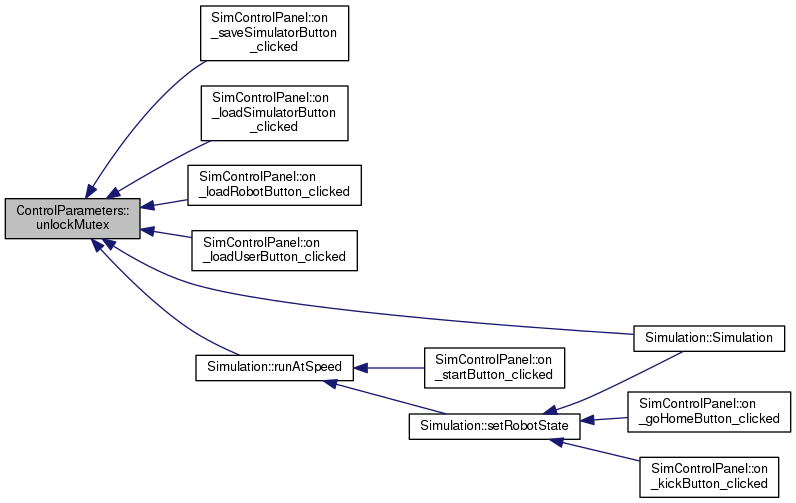 SimControlPanel::on
_saveSimulatorButton
_clicked
SimControlPanel::on
_loadSimulatorButton
_clicked
SimControlPanel::on
_loadRobotButton_clicked
ControlParameters::
unlockMutex
SimControlPanel::on
_loadUserButton_clicked
Simulation::Simulation
Simulation::runAtSpeed
SimControlPanel::on
_startButton_clicked
Simulation::setRobotState
SimControlPanel::on
_goHomeButton_clicked
SimControlPanel::on
_kickButton_clicked